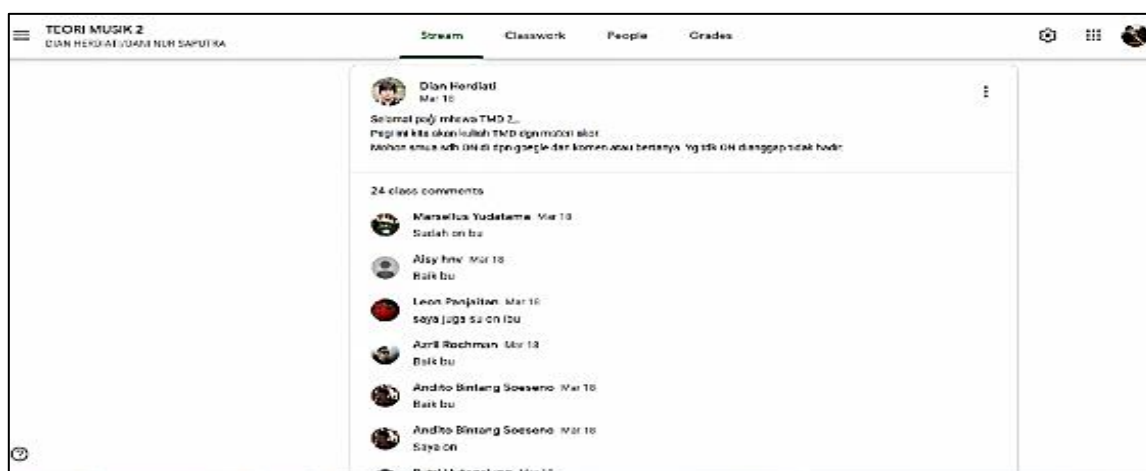 TEORI MUSIK 2
DIAN HERDIATI/DANI NUR SAPUTRA
Stream Classwork People Grades
Dian Herdiati
Mar 18
Selamat pagi mhswa TMD 2,,
Pagi ini kita akan kuliah TMD dgn materi akor
Mohon smua sdh ON di dpn google dan komen atau bertanya. Yg tdk ON dianggap tidak hadir.
24 class comments
Marsellus Yudatama Mar 18
Sudah on bu
Aisy hnv Mar 18
Baik bu
Leon Panjaitan Mar 18
saya juga su on ibu
Azril Rochman Mar 18
Baik bu
Andito Bintang Soeseno Mar 18
Baik bu
Andito Bintang Soeseno Mar 18
Saya on